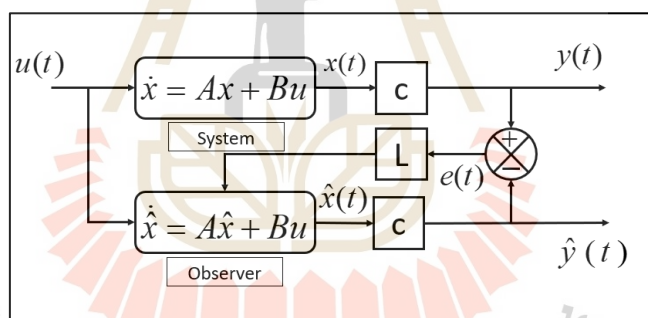 u(t)
ẋ = Ax + Bu
x(t)
c
y(t)
System
L
+
−
e(t)
x̂̇ = Ax̂ + Bu
x̂(t)
c
ŷ (t)
Observer